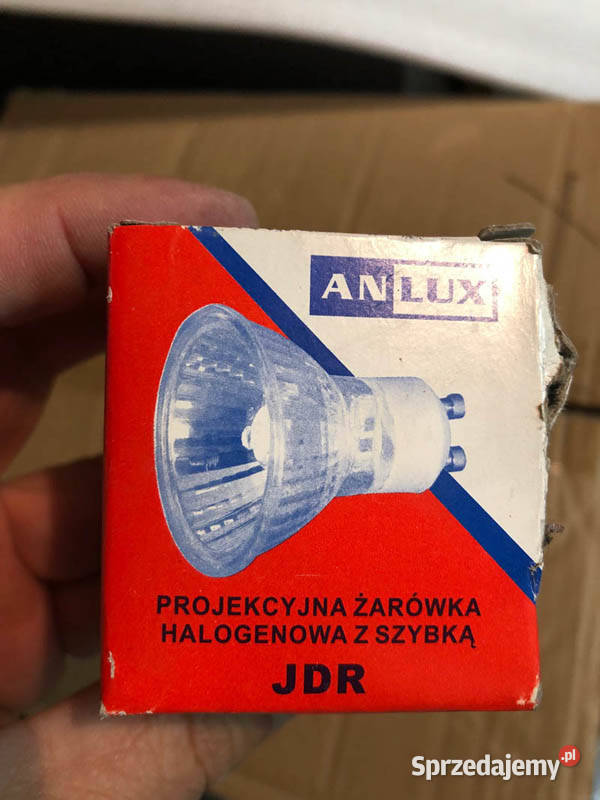 ANLUX
PROJEKCYJNA ŻARÓWKA
HALOGENOWA Z SZYBKĄ
JDR
Sprzedajemy.pl